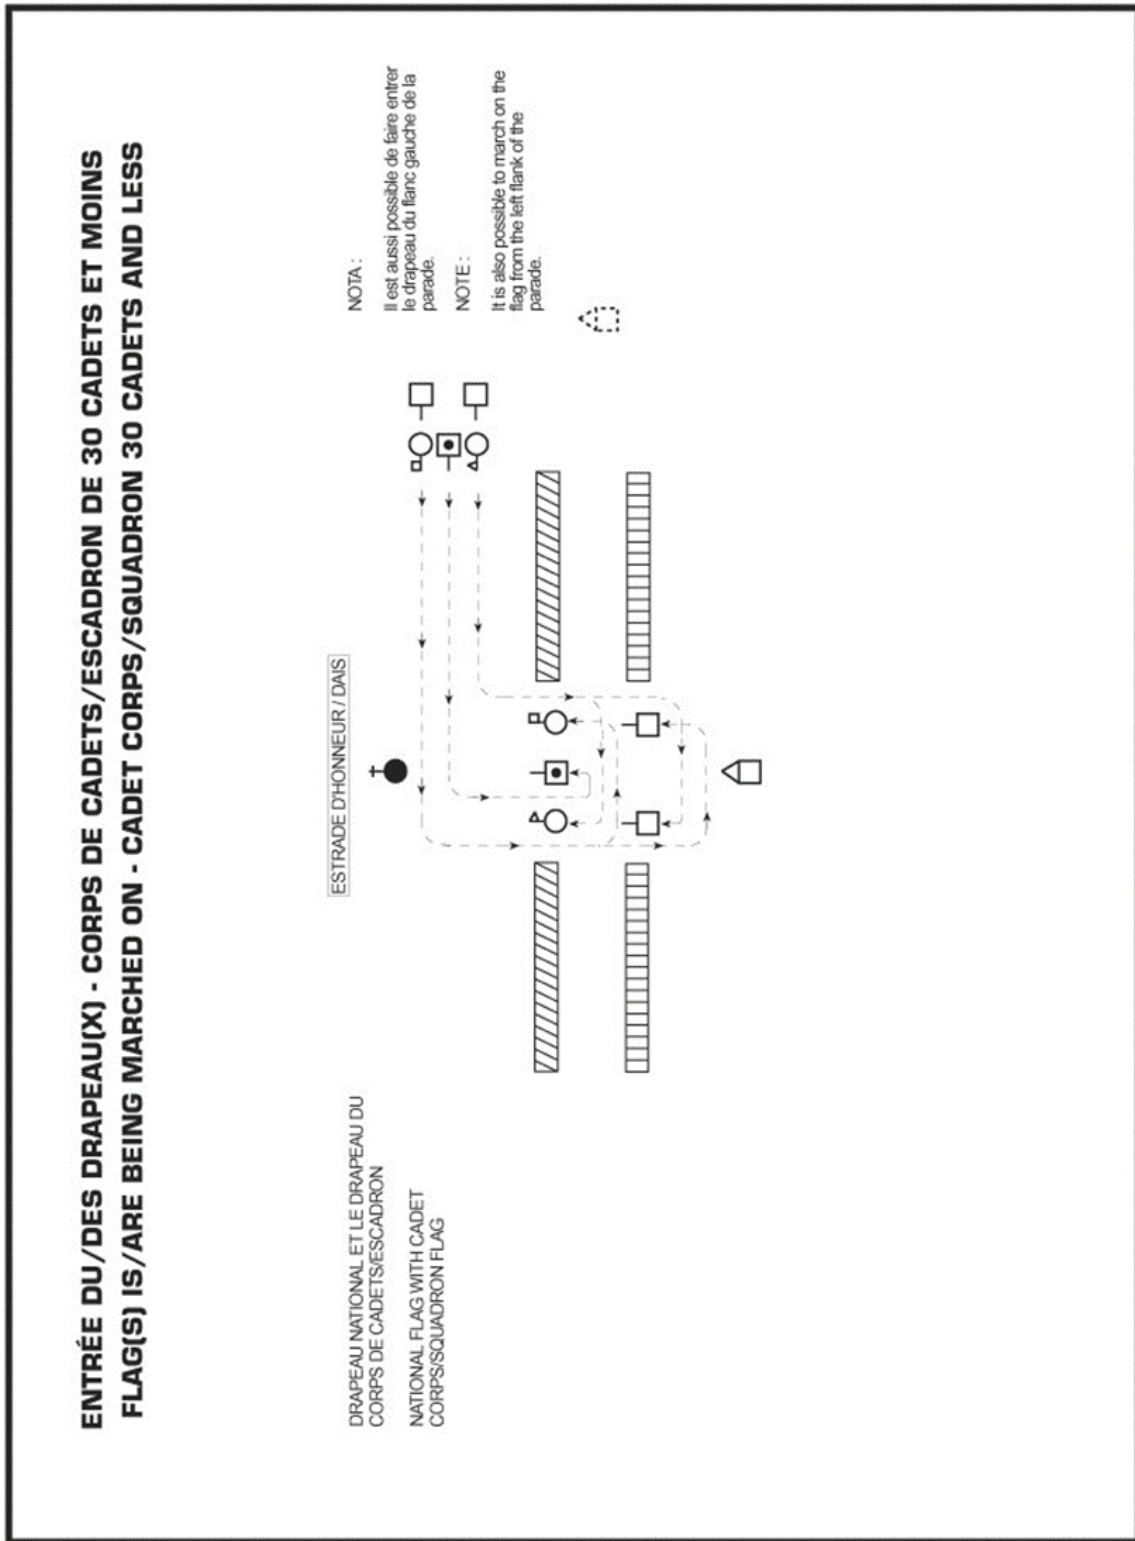 ENTRÉE DU/DES DRAPEAU(X) - CORPS DE CADETS/ESCADRON DE 30 CADETS ET MOINS
FLAG(S) IS/ARE BEING MARCHED ON - CADET CORPS/SQUADRON 30 CADETS AND LESS
DRAPEAU NATIONAL ET LE DRAPEAU DU
CORPS DE CADETS/ESCADRON
NATIONAL FLAG WITH CADET
CORPS/SQUADRON FLAG
ESTRADE D'HONNEUR / DAIS
NOTA :
Il est aussi possible de faire entrer
le drapeau du flanc gauche de la
parade.
NOTE :
It is also possible to march on the
flag from the left flank of the
parade.